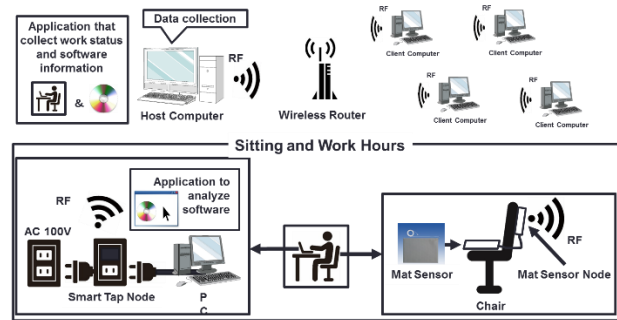 Application that
collect work status
and software
information
&
Data collection
RF
Host Computer
Wireless Router
RF
Client Computer
RF
Client Computer
RF
Client Computer
RF
Client Computer
Sitting and Work Hours
RF
Application to
analyze
software
AC 100V
Smart Tap Node
P
C
Mat Sensor
RF
Mat Sensor Node
Chair